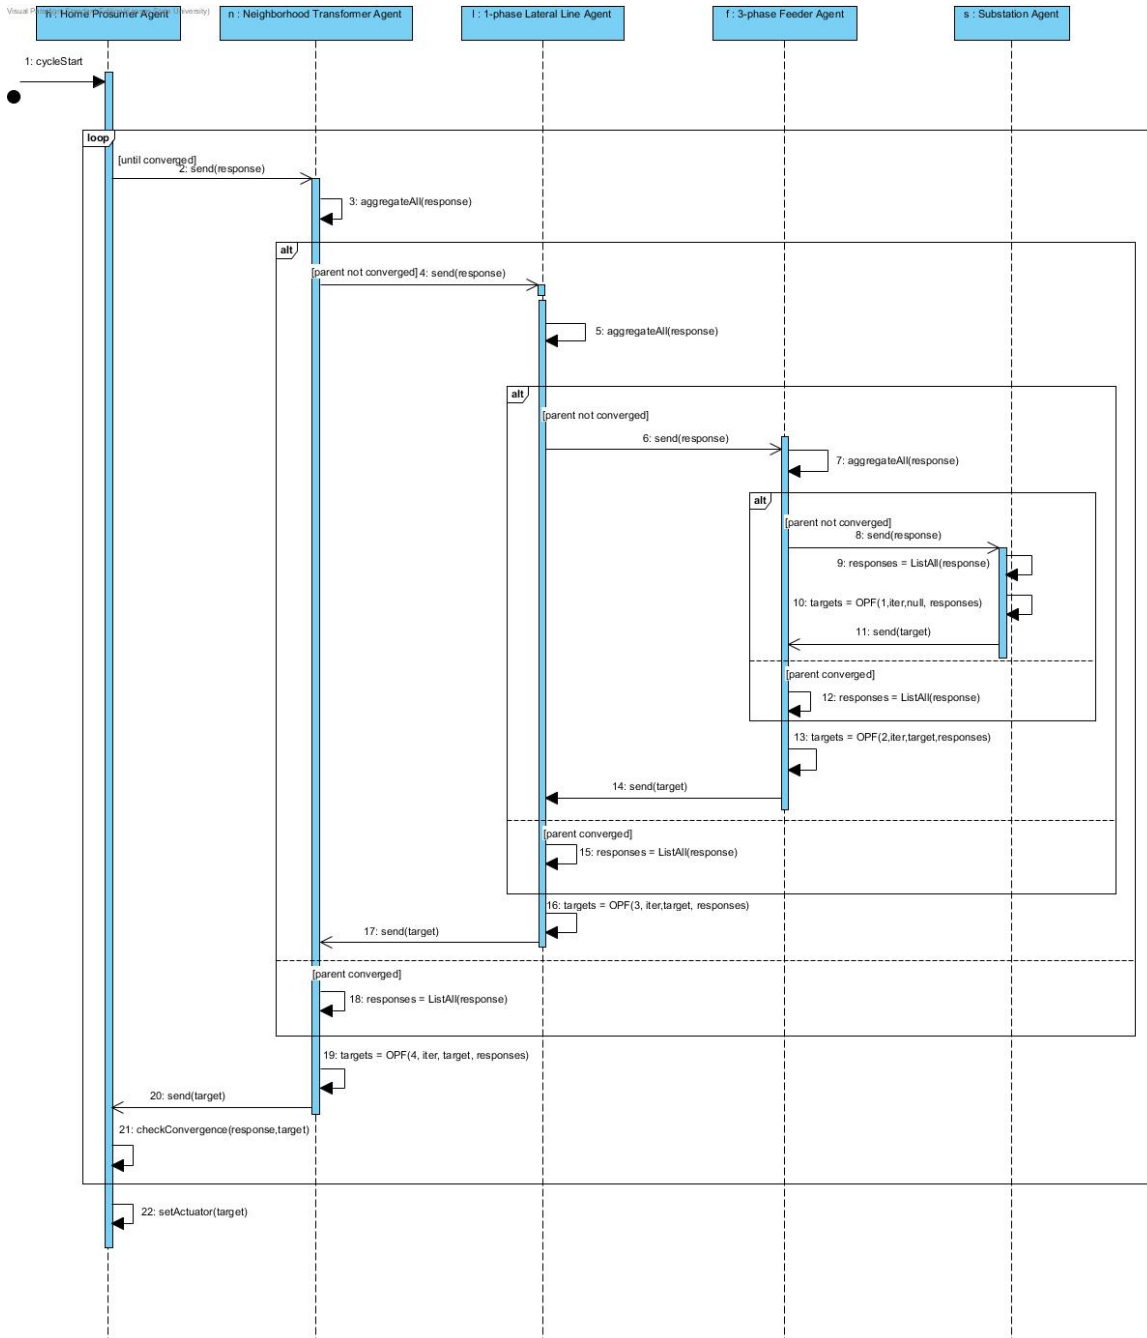 h : Home Prosumer Agent
n : Neighborhood Transformer Agent
l : 1-phase Lateral Line Agent
f : 3-phase Feeder Agent
s : Substation Agent
1: cycleStart
loop
[until converged]
2: send(response)
3: aggregateAll(response)
alt
[parent not converged]
4: send(response)
5: aggregateAll(response)
alt
[parent not converged]
6: send(response)
7: aggregateAll(response)
alt
[parent not converged]
8: send(response)
9: responses = ListAll(response)
10: targets = OPF(1,iter,null, responses)
11: send(target)
[parent converged]
12: responses = ListAll(response)
13: targets = OPF(2,iter,target,responses)
14: send(target)
[parent converged]
15: responses = ListAll(response)
16: targets = OPF(3, iter,target, responses)
17: send(target)
[parent converged]
18: responses = ListAll(response)
19: targets = OPF(4, iter, target, responses)
20: send(target)
21: checkConvergence(response,target)
22: setActuator(target)